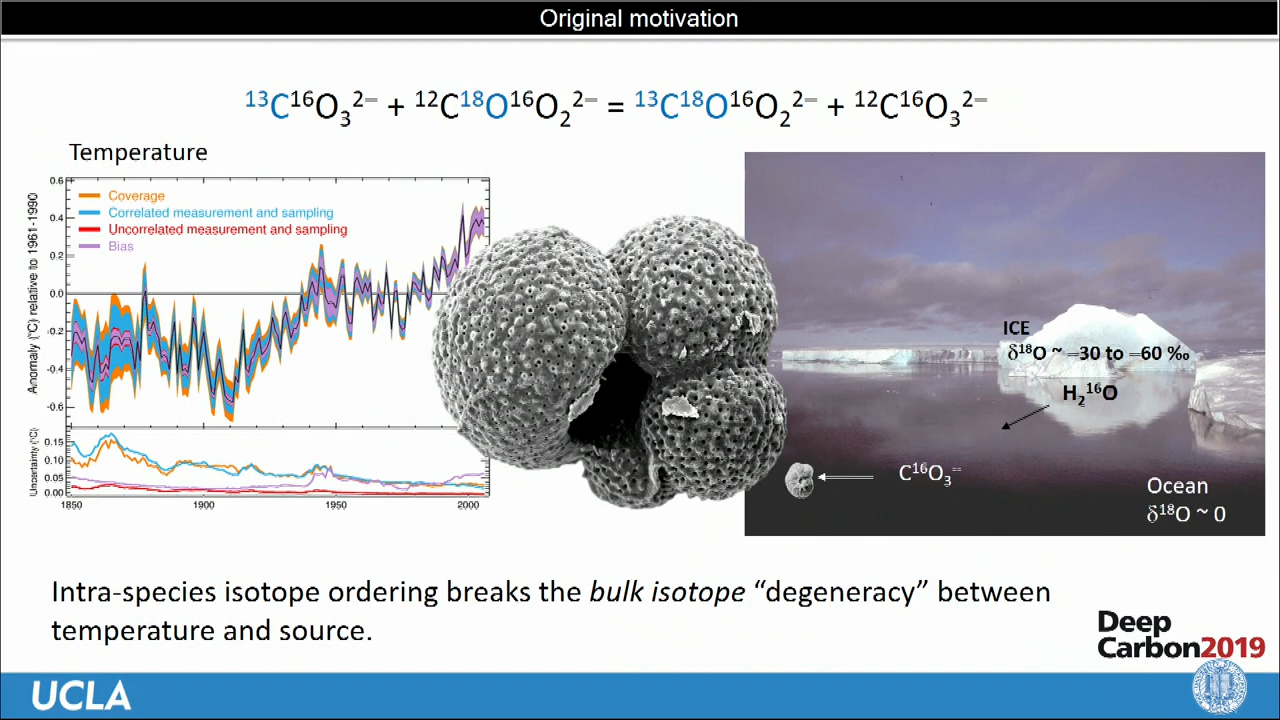 Original motivation
¹³C¹⁶O₃²⁻ + ¹²C¹⁸O¹⁶O₂²⁻ = ¹³C¹⁸O¹⁶O₂²⁻ + ¹²C¹⁶O₃²⁻
Temperature
Anomaly (°C) relative to 1961-1990
0.6
0.4
0.2
0.0
-0.2
-0.4
-0.6
Coverage
Correlated measurement and sampling
Uncorrelated measurement and sampling
Bias
Uncertainty (°C)
0.15
0.10
0.05
0.00
1850
1900
1950
2000
ICE
δ¹⁸O ~ –30 to –60 ‰
H₂¹⁶O
C¹⁶O₃⁼
Ocean
δ¹⁸O ~ 0
Intra-species isotope ordering breaks the bulk isotope “degeneracy” between
temperature and source.
Deep
Carbon2019
UCLA